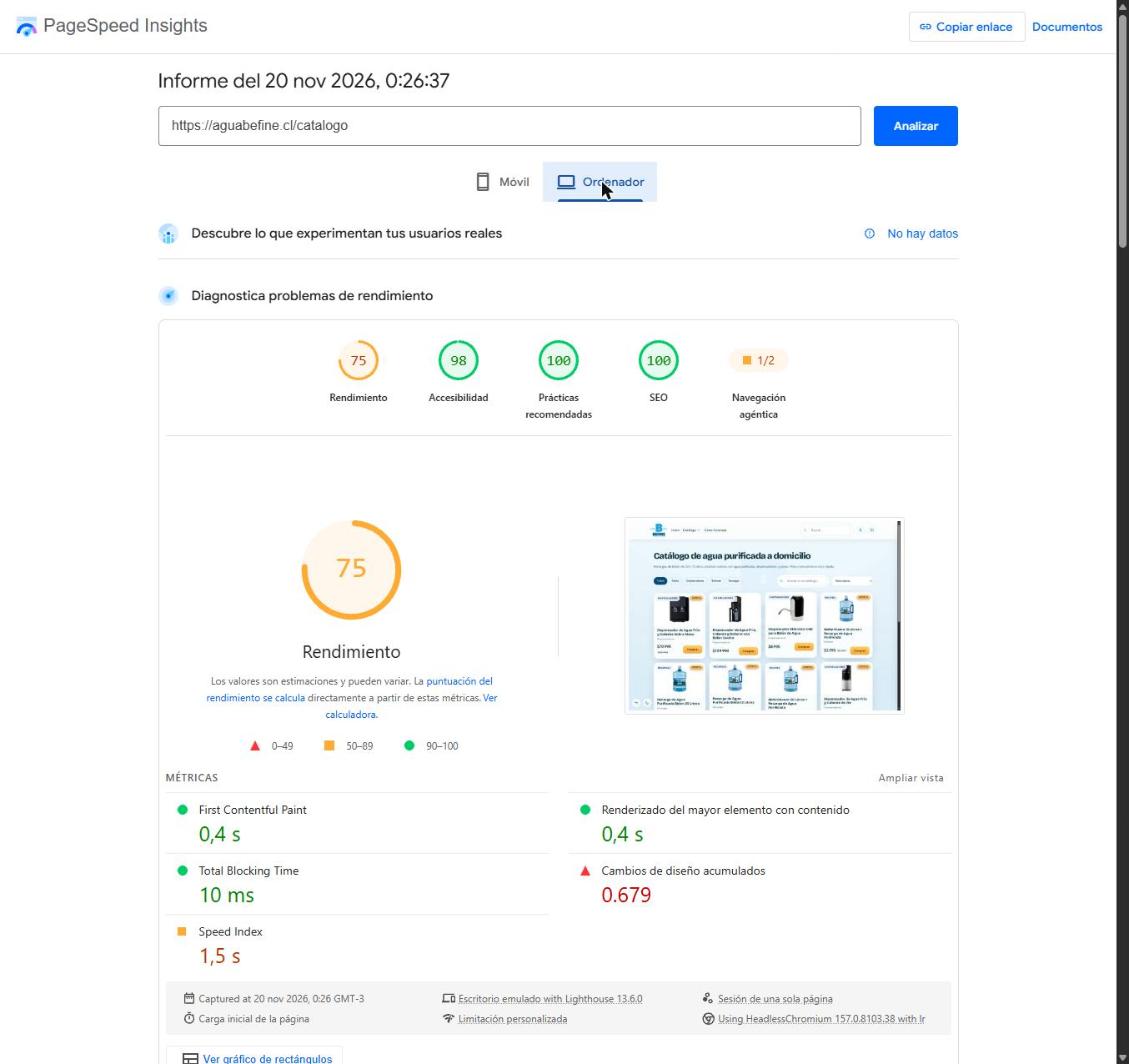 PageSpeed Insights
Copiar enlace
Documentos
Informe del 20 nov 2026, 0:26:37
https://aguabefine.cl/catalogo
Analizar
Móvil
Ordenador
Descubre lo que experimentan tus usuarios reales
No hay datos
Diagnostica problemas de rendimiento
75
98
100
100
1/2
Rendimiento
Accesibilidad
Prácticas
recomendadas
SEO
Navegación
agéntica
75
Rendimiento
Los valores son estimaciones y pueden variar. La puntuación del
rendimiento se calcula directamente a partir de estas métricas. Ver
calculadora.
0–49
50–89
90–100
Catálogo de agua purificada a domicilio
MÉTRICAS
Ampliar vista
First Contentful Paint
0,4 s
Renderizado del mayor elemento con contenido
0,4 s
Total Blocking Time
10 ms
Cambios de diseño acumulados
0.679
Speed Index
1,5 s
Captured at 20 nov 2026, 0:26 GMT-3
Escritorio emulado with Lighthouse 13.6.0
Sesión de una sola página
Carga inicial de la página
Limitación personalizada
Using HeadlessChromium 157.0.8103.38 with lr
Ver gráfico de rectángulos